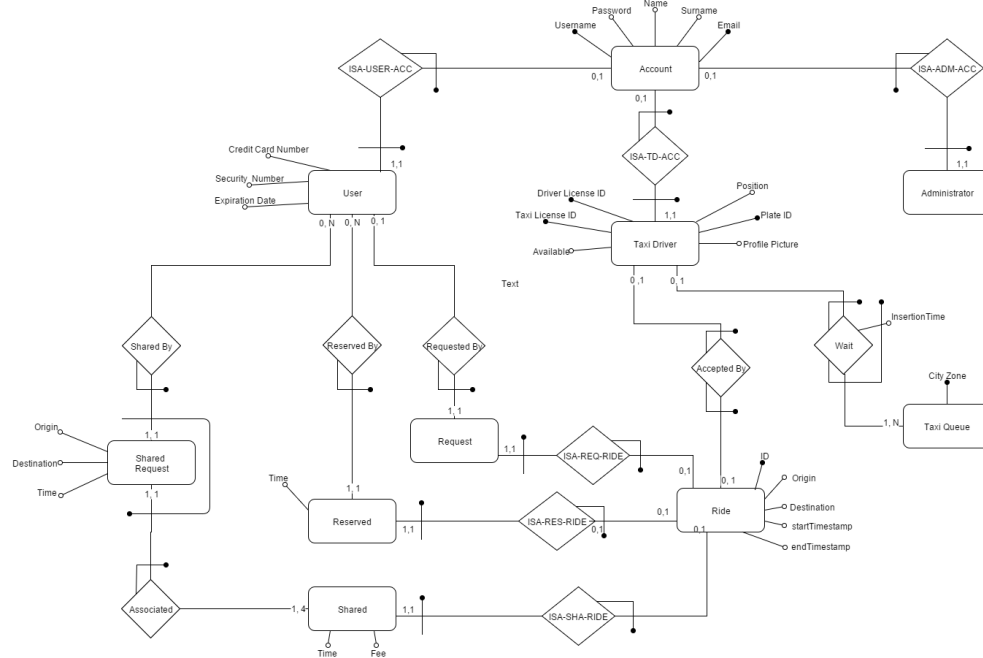 Name
Password
Surname
Username
Email
ISA-USER-ACC
Account
ISA-ADM-ACC
0,1
0,1
0,1
ISA-TD-ACC
Credit Card Number
1,1
1,1
Security_Number
User
Expiration Date
Driver License ID
Position
Administrator
Taxi License ID
1,1
Plate ID
0, N
0, N
0, 1
Available
Taxi Driver
Profile Picture
Text
0 ,1
0, 1
InsertionTime
Shared By
Reserved By
Requested By
Accepted By
Wait
City Zone
1, 1
1, N
Taxi Queue
Origin
1, 1
Request
1,1
ISA-REQ-RIDE
0,1
ID
Destination
Shared
Request
Time
1, 1
Time
1, 1
0, 1
Origin
Reserved
1,1
ISA-RES-RIDE
0,1
0,1
Ride
0,1
Destination
startTimestamp
endTimestamp
Associated
1, 4
Shared
1,1
ISA-SHA-RIDE
Time
Fee